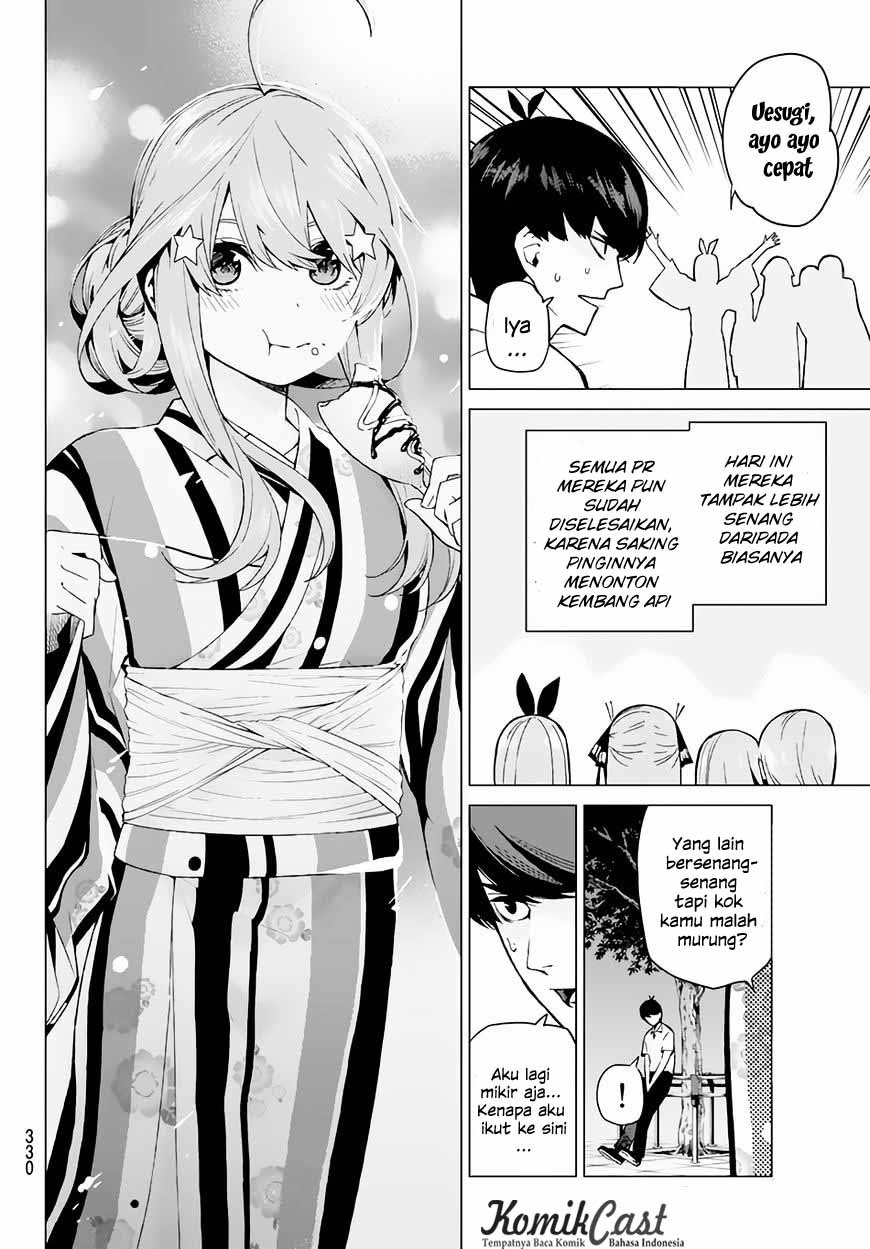 Uesugi,
ayo ayo
cepat
Iya
...
HARI INI
MEREKA
TAMPAK LEBIH
SENANG
DARIPADA
BIASANYA
SEMUA PR
MEREKA PUN
SUDAH
DISELESAIKAN,
KARENA SAKING
PINGINNYA
MENONTON
KEMBANG API
Yang lain
bersenang-
senang
tapi kok
kamu malah
murung?
!
Aku lagi
mikir aja...
Kenapa aku
ikut ke sini
...
330
KomikCast
Tempatnya Baca Komik Bahasa Indonesia